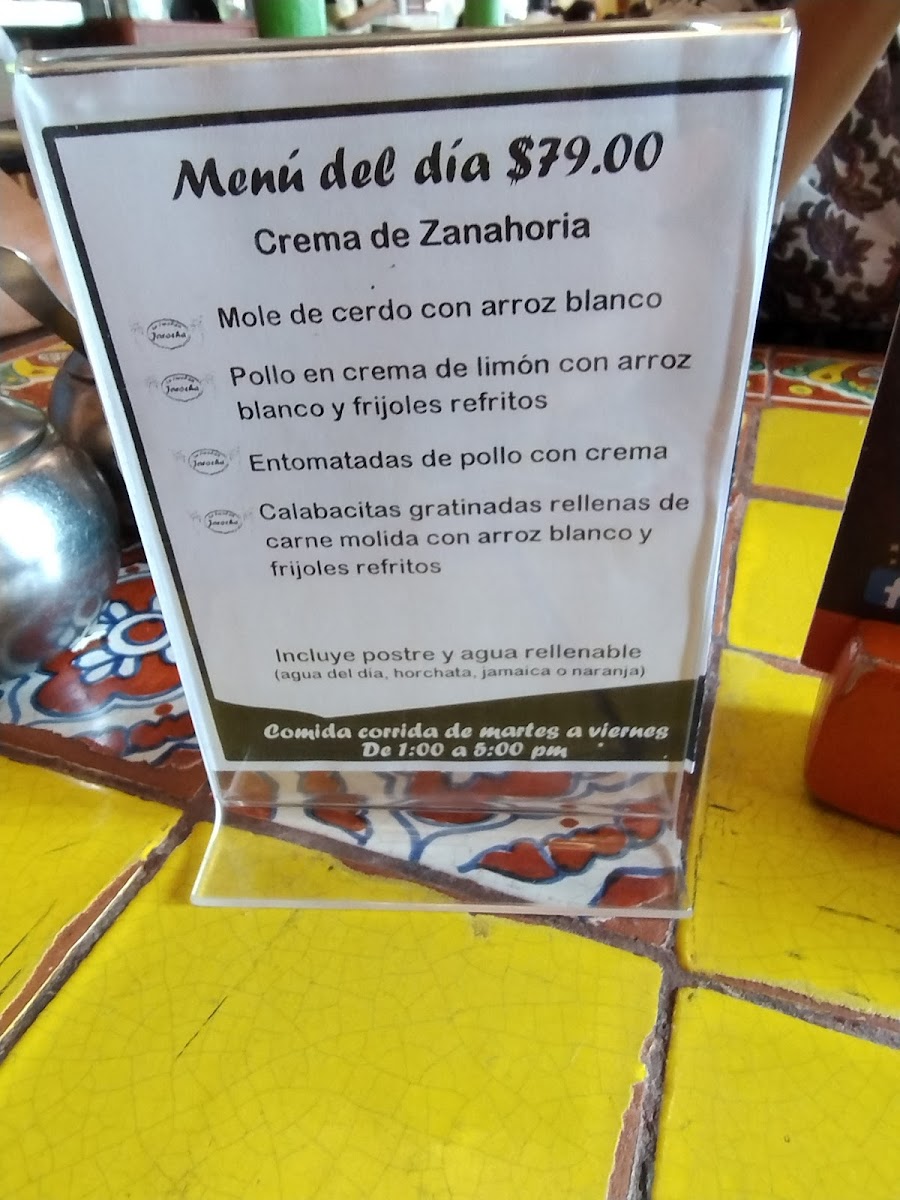 Menú del día $79.00
Crema de Zanahoria
Mole de cerdo con arroz blanco
Pollo en crema de limón con arroz
blanco y frijoles refritos
Entomatadas de pollo con crema
Calabacitas gratinadas rellenas de
carne molida con arroz blanco y
frijoles refritos
Incluye postre y agua rellenable
(agua del día, horchata, jamaica o naranja)
Comida corrida de martes a viernes
De 1:00 a 5:00 pm